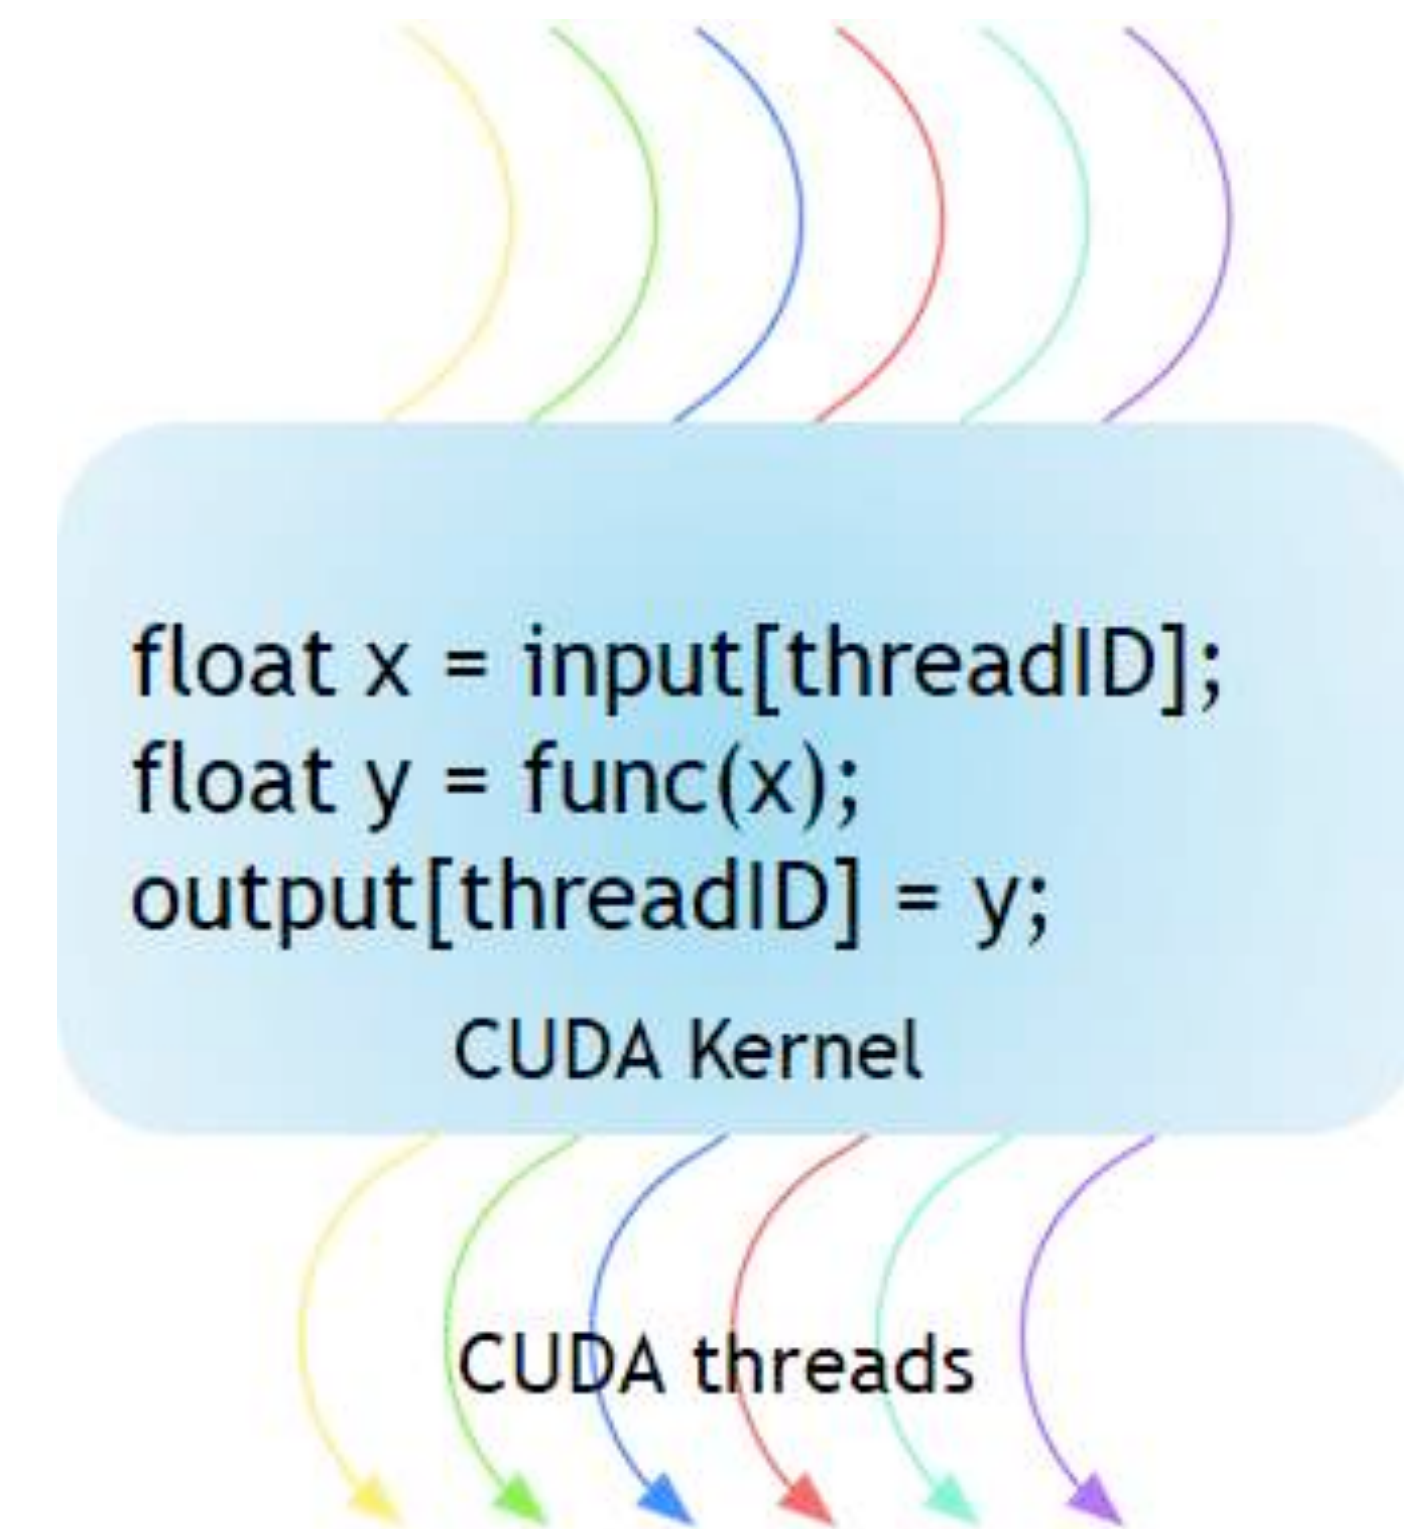 float x = input[threadID];
float y = func(x);
output[threadID] = y;
CUDA Kernel
CUDA threads